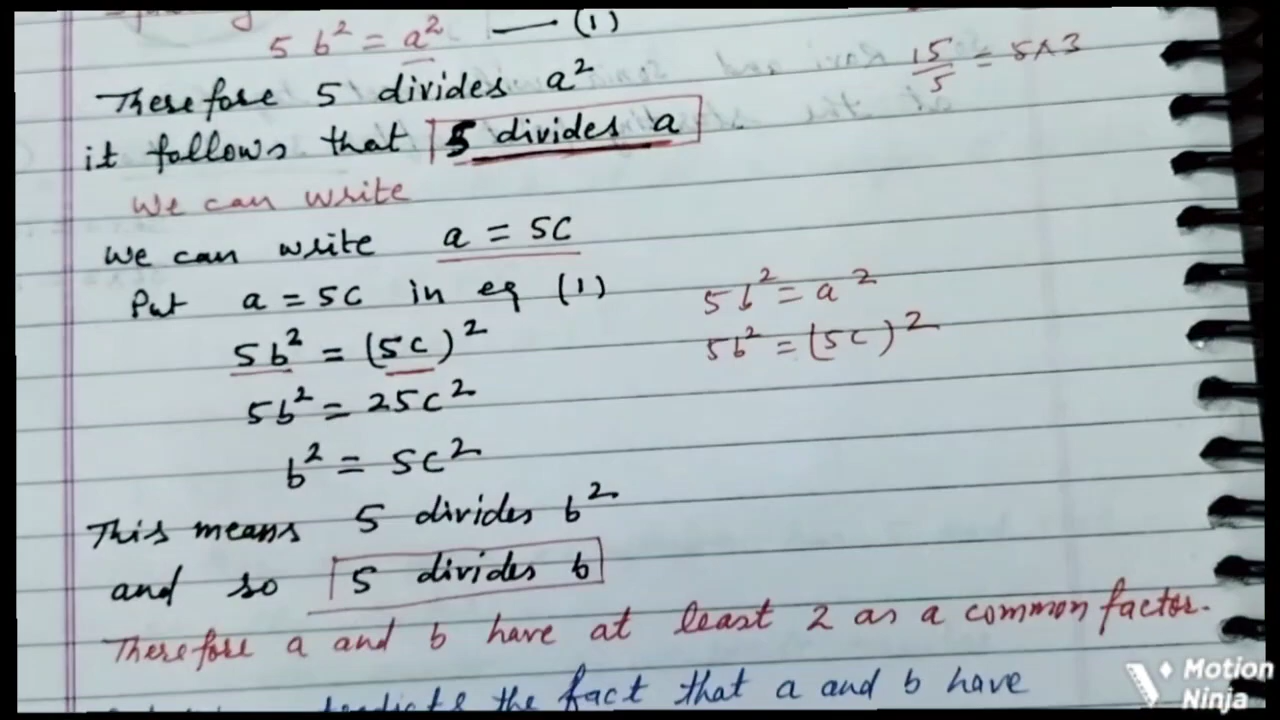 5 b² = a² — (1)
15/5 = 5×3
Therefore 5 divides a²
it follows that 5 divides a
We can write
We can write a = 5c
Put a = 5c in eq (1)
5b² = a²
5b² = (5c)²
5b² = (5c)²
5b² = 25c²
b² = 5c²
This means 5 divides b²
and so 5 divides b
Therefore a and b have at least 2 as a common factor.
the fact that a and b have
Motion
Ninja